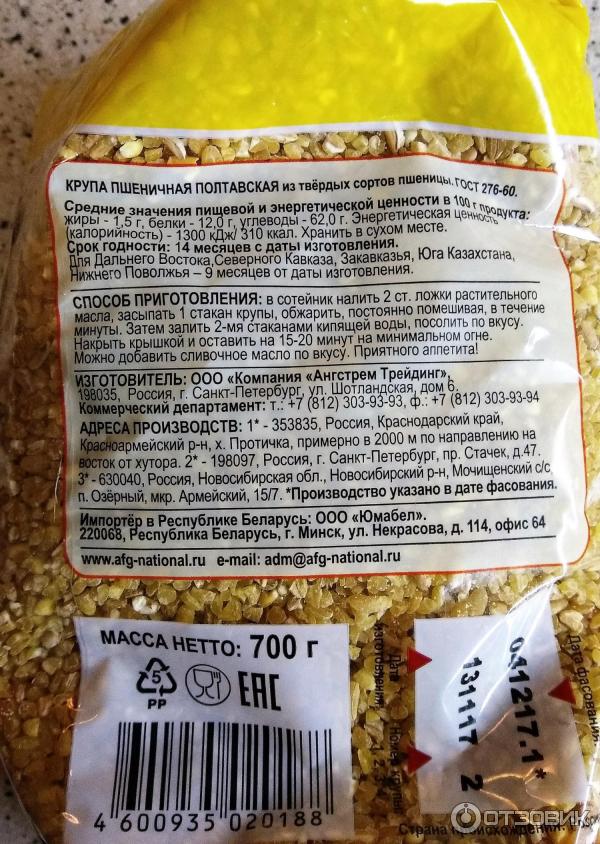 КРУПА ПШЕНИЧНАЯ ПОЛТАВСКАЯ из твёрдых сортов пшеницы. ГОСТ 276-60.
Средние значения пищевой и энергетической ценности в 100 г продукта:
жиры - 1,5 г, белки - 12,0 г, углеводы - 62,0 г. Энергетическая ценность
(калорийность) - 1300 кДж/ 310 ккал. Хранить в сухом месте.
Срок годности: 14 месяцев с даты изготовления.
Для Дальнего Востока,Северного Кавказа, Закавказья, Юга Казахстана,
Нижнего Поволжья – 9 месяцев от даты изготовления.
СПОСОБ ПРИГОТОВЛЕНИЯ: в сотейник налить 2 ст. ложки растительного
масла, засыпать 1 стакан крупы, обжарить, постоянно помешивая, в течение
минуты. Затем залить 2-мя стаканами кипящей воды, посолить по вкусу.
Накрыть крышкой и оставить на 15-20 минут на минимальном огне.
Можно добавить сливочное масло по вкусу. Приятного аппетита!
ИЗГОТОВИТЕЛЬ: ООО «Компания «Ангстрем Трейдинг»,
198035, Россия, г. Санкт-Петербург, ул. Шотландская, дом 6.
Коммерческий департамент: т.: +7 (812) 303-93-93, ф.: +7 (812) 303-93-94
АДРЕСА ПРОИЗВОДСТВ: 1* - 353835, Россия, Краснодарский край,
Красноармейский р-н, х. Протичка, примерно в 2000 м по направлению на
восток от хутора. 2* - 198097, Россия, г. Санкт-Петербург, пр. Стачек, д.47.
3* - 630040, Россия, Новосибирская обл., Новосибирский р-н, Мочищенский с/с,
п. Озёрный, мкр. Армейский, 15/7. *Производство указано в дате фасования.
Импортёр в Республике Беларусь: ООО «Юмабел».
220068, Республика Беларусь, г. Минск, ул. Некрасова, д. 114, офис 64
www.afg-national.ru e-mail: adm@afg-national.ru
МАССА НЕТТО: 700 г
5
PP
EAC
4 600935 020188
Дата фасования:
041217.1*
131117 2
Дата
изготовления
Номер крупы
1 2 3
Страна происхождения:
ОТЗОВИК